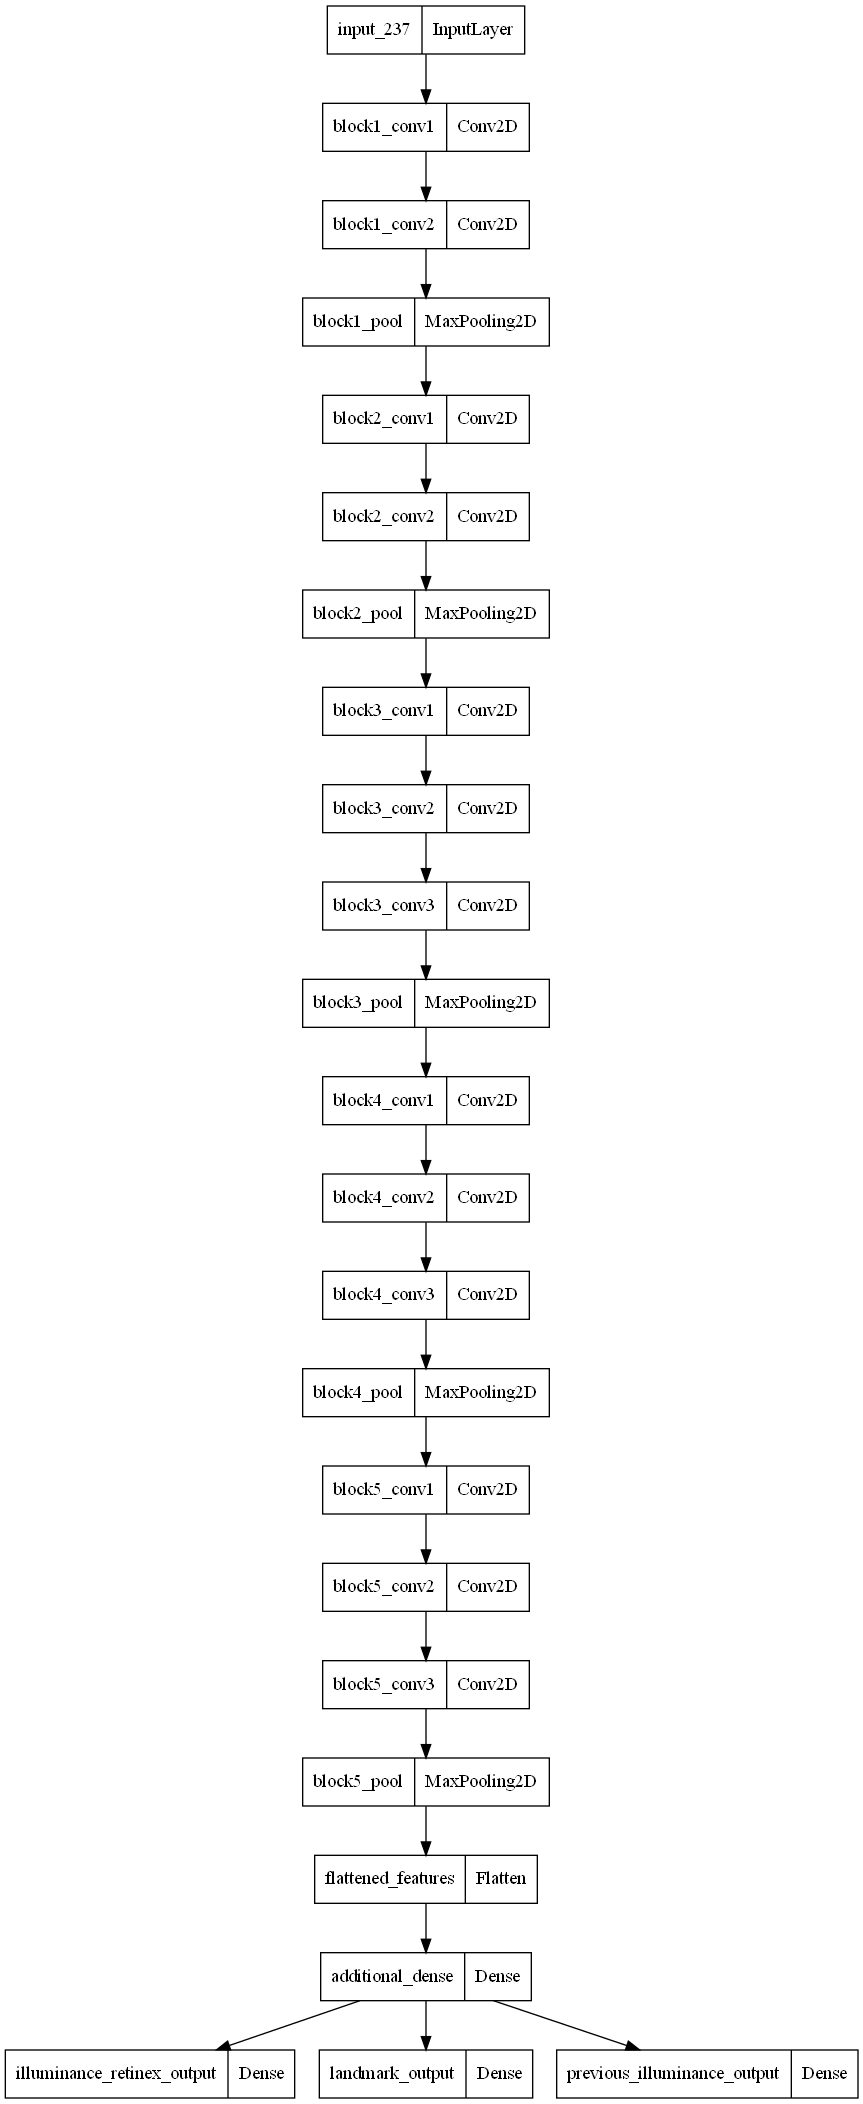 input_237 InputLayer
block1_conv1 Conv2D
block1_conv2 Conv2D
block1_pool MaxPooling2D
block2_conv1 Conv2D
block2_conv2 Conv2D
block2_pool MaxPooling2D
block3_conv1 Conv2D
block3_conv2 Conv2D
block3_conv3 Conv2D
block3_pool MaxPooling2D
block4_conv1 Conv2D
block4_conv2 Conv2D
block4_conv3 Conv2D
block4_pool MaxPooling2D
block5_conv1 Conv2D
block5_conv2 Conv2D
block5_conv3 Conv2D
block5_pool MaxPooling2D
flattened_features Flatten
additional_dense Dense
illuminance_retinex_output Dense landmark_output Dense previous_illuminance_output Dense